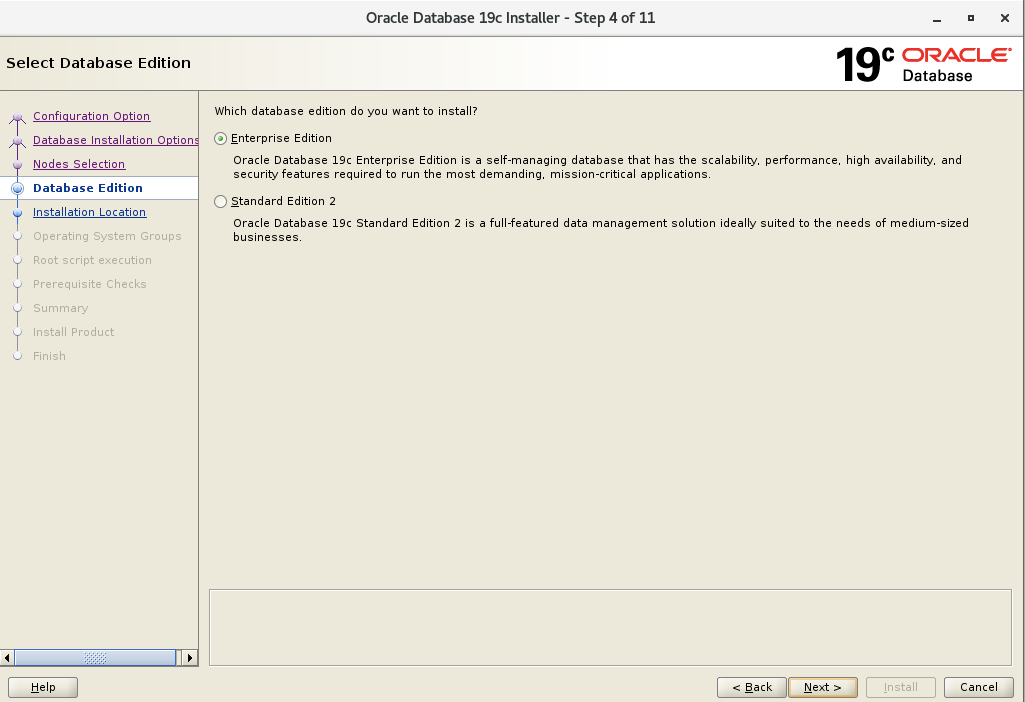 Oracle Database 19c Installer - Step 4 of 11
Select Database Edition
19c ORACLE
Database
Configuration Option
Database Installation Options
Nodes Selection
Database Edition
Installation Location
Operating System Groups
Root script execution
Prerequisite Checks
Summary
Install Product
Finish
Which database edition do you want to install?
Enterprise Edition
Oracle Database 19c Enterprise Edition is a self-managing database that has the scalability, performance, high availability, and
security features required to run the most demanding, mission-critical applications.
Standard Edition 2
Oracle Database 19c Standard Edition 2 is a full-featured data management solution ideally suited to the needs of medium-sized
businesses.
Help
< Back
Next >
Install
Cancel